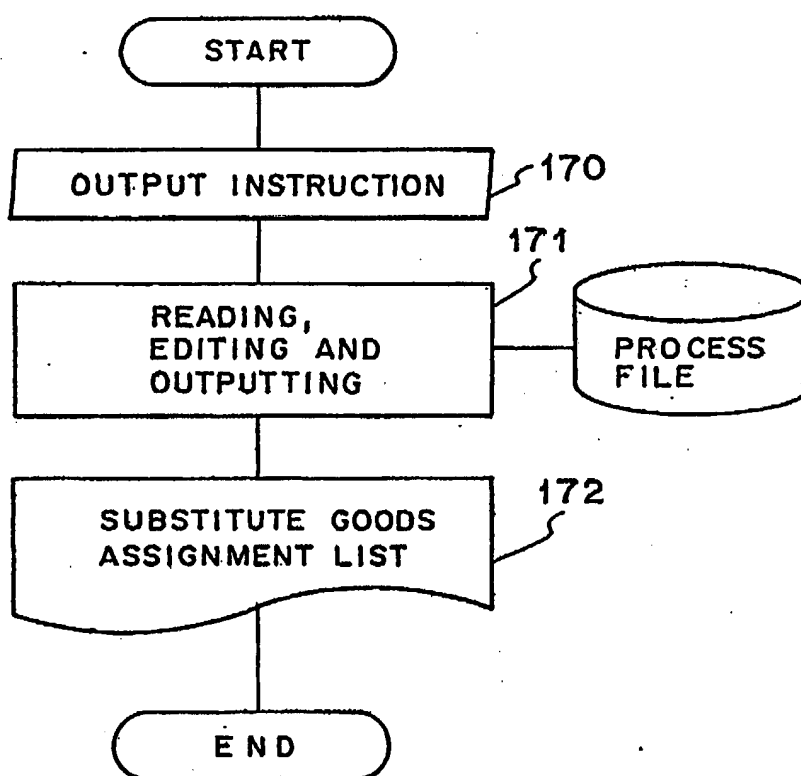 START
OUTPUT INSTRUCTION
170
171
READING,
EDITING AND
OUTPUTTING
PROCESS
FILE
172
SUBSTITUTE GOODS
ASSIGNMENT LIST
END